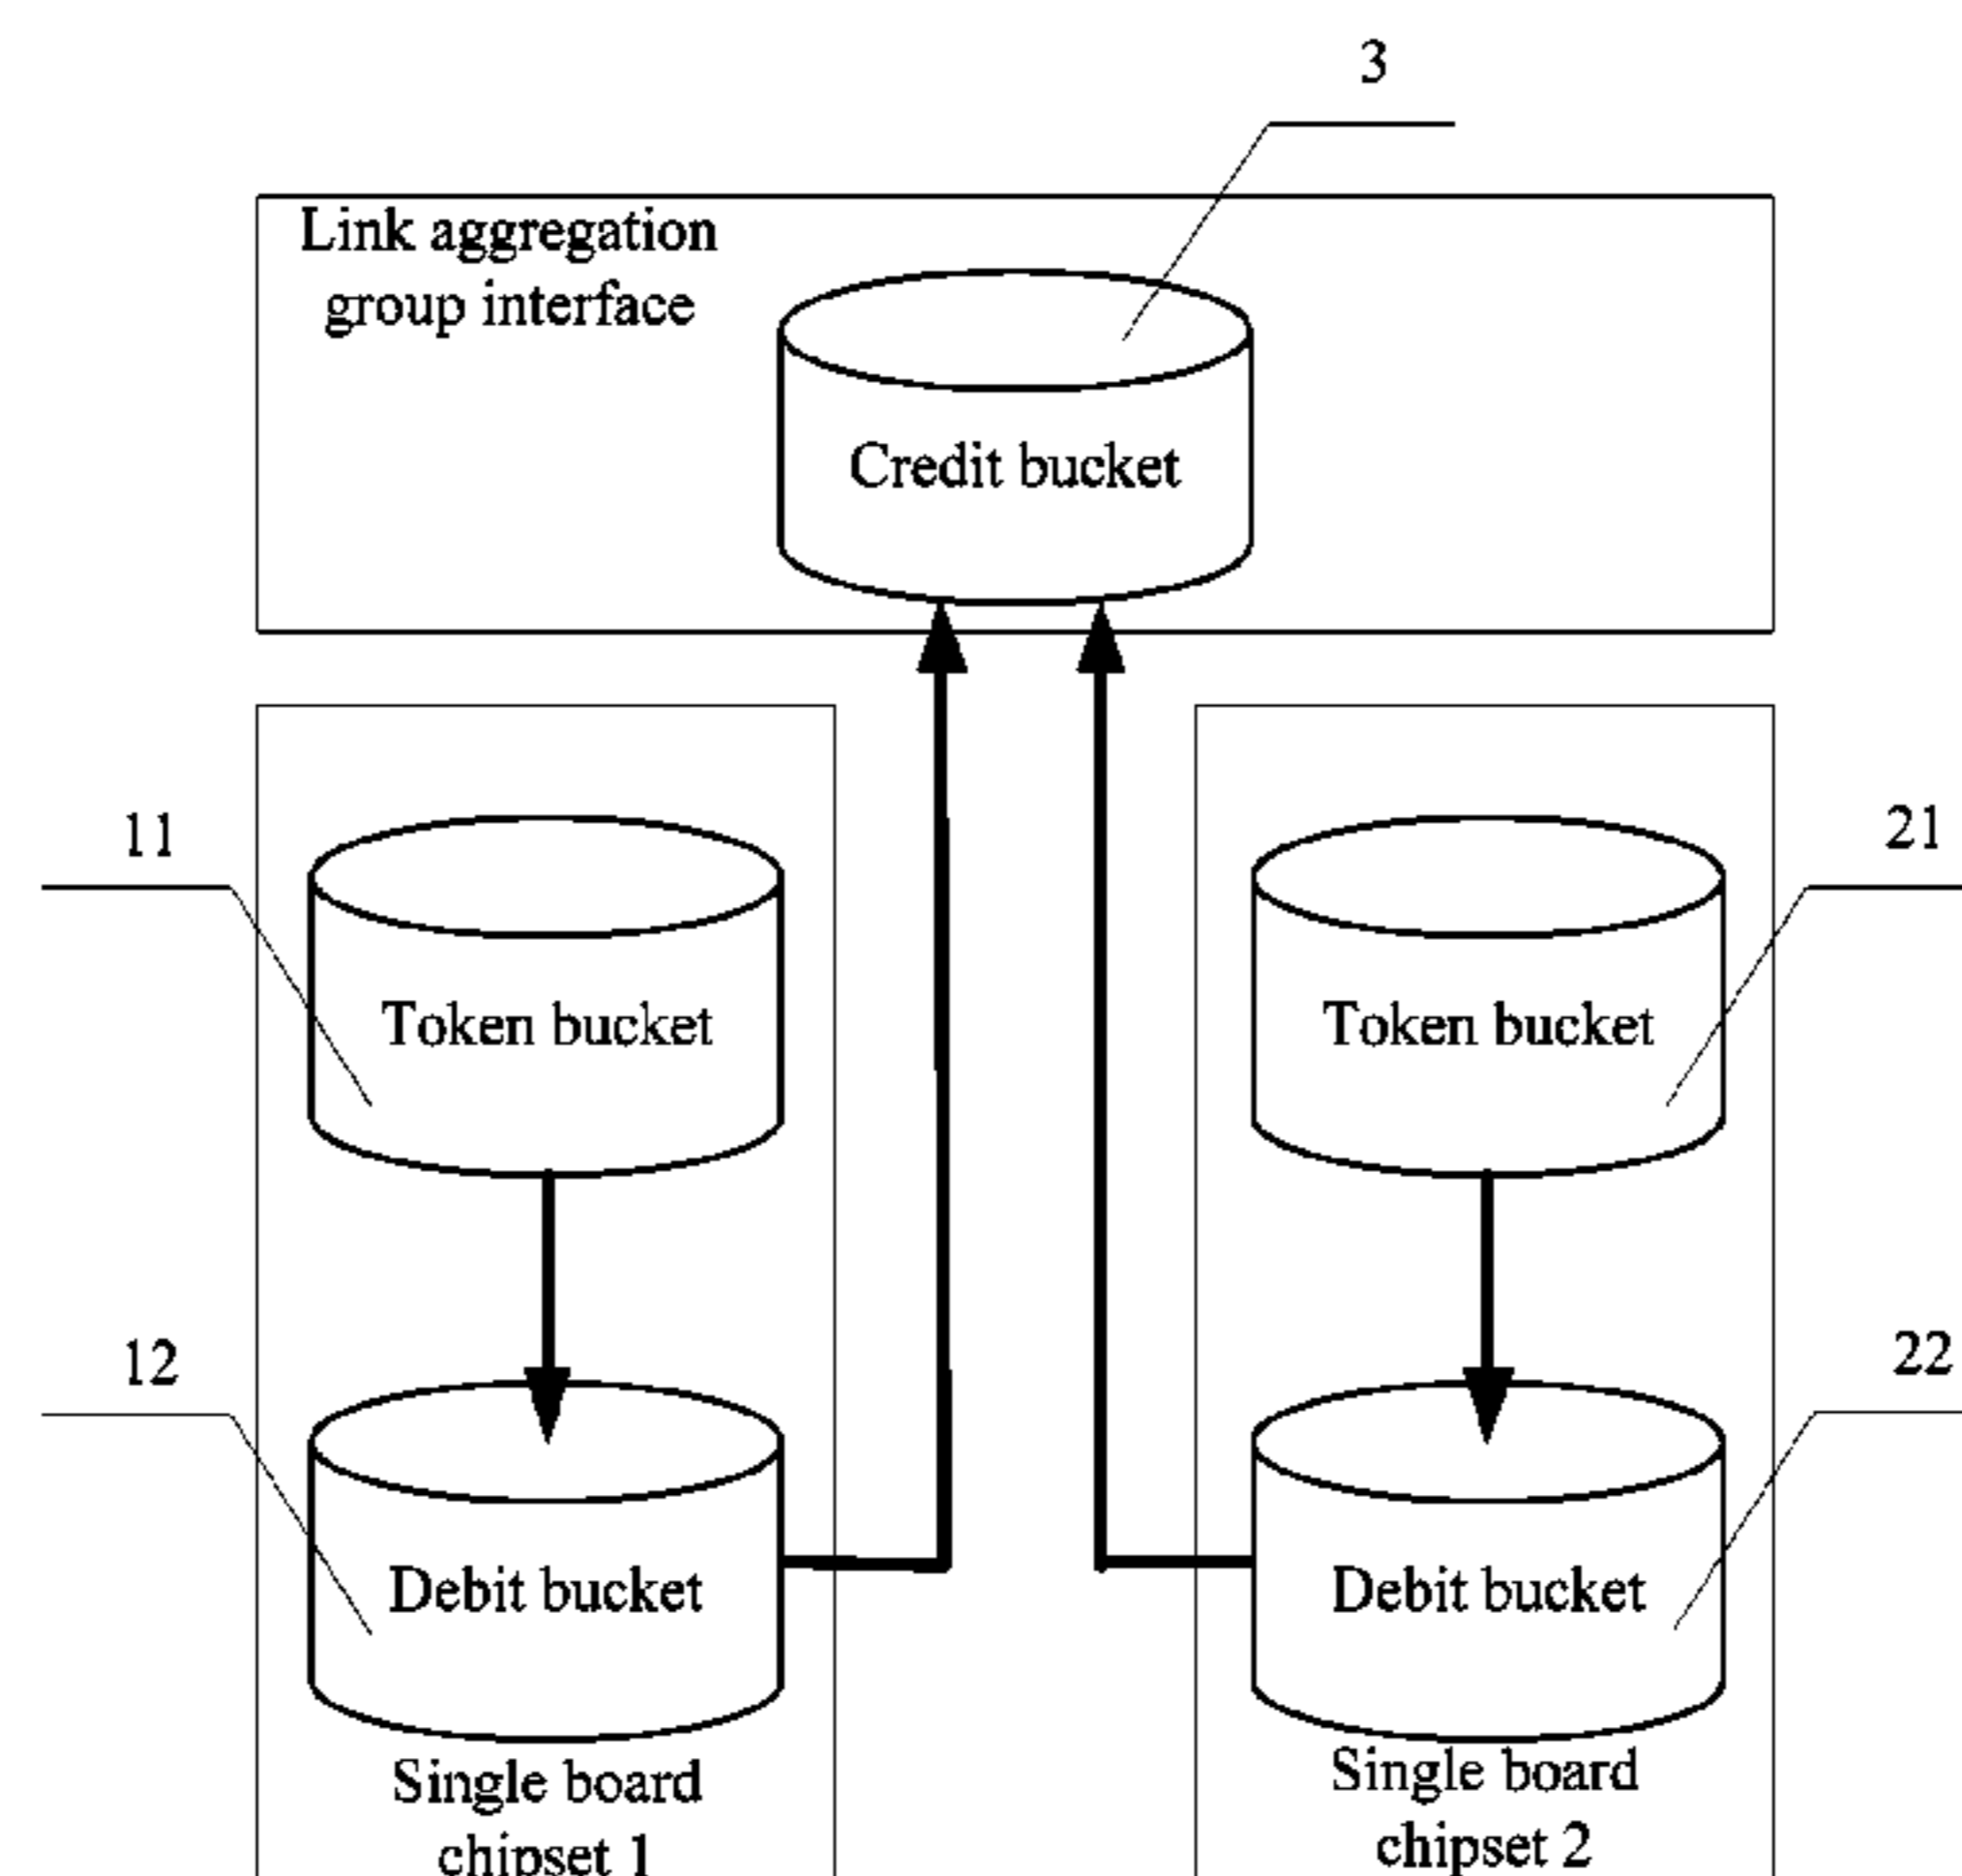 3
Link aggregation
group interface
Credit bucket
11
21
Token bucket
Token bucket
12
22
Debit bucket
Debit bucket
Single board
chipset 1
Single board
chipset 2